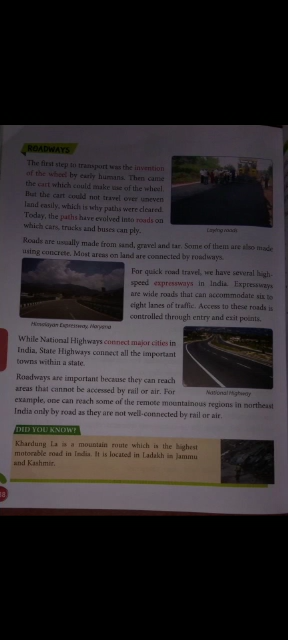 ROADWAYS
The first step to transport was the invention
of the wheel by early humans. Then came
the cart which could make use of the wheel.
But the cart could not travel over uneven
land easily, which is why paths were cleared.
Today, the paths have evolved into roads on
which cars, trucks and buses can ply.
Laying roads
Roads are usually made from sand, gravel and tar. Some of them are also made
using concrete. Most areas on land are connected by roadways.
For quick road travel, we have several high-
speed expressways in India. Expressways
are wide roads that can accommodate six to
eight lanes of traffic. Access to these roads is
controlled through entry and exit points.
Himalayan Expressway, Haryana
While National Highways connect major cities in
India, State Highways connect all the important
towns within a state.
National Highway
Roadways are important because they can reach
areas that cannot be accessed by rail or air. For
example, one can reach some of the remote mountainous regions in northeast
India only by road as they are not well-connected by rail or air.
DID YOU KNOW?
Khardung La is a mountain route which is the highest
motorable road in India. It is located in Ladakh in Jammu
and Kashmir.